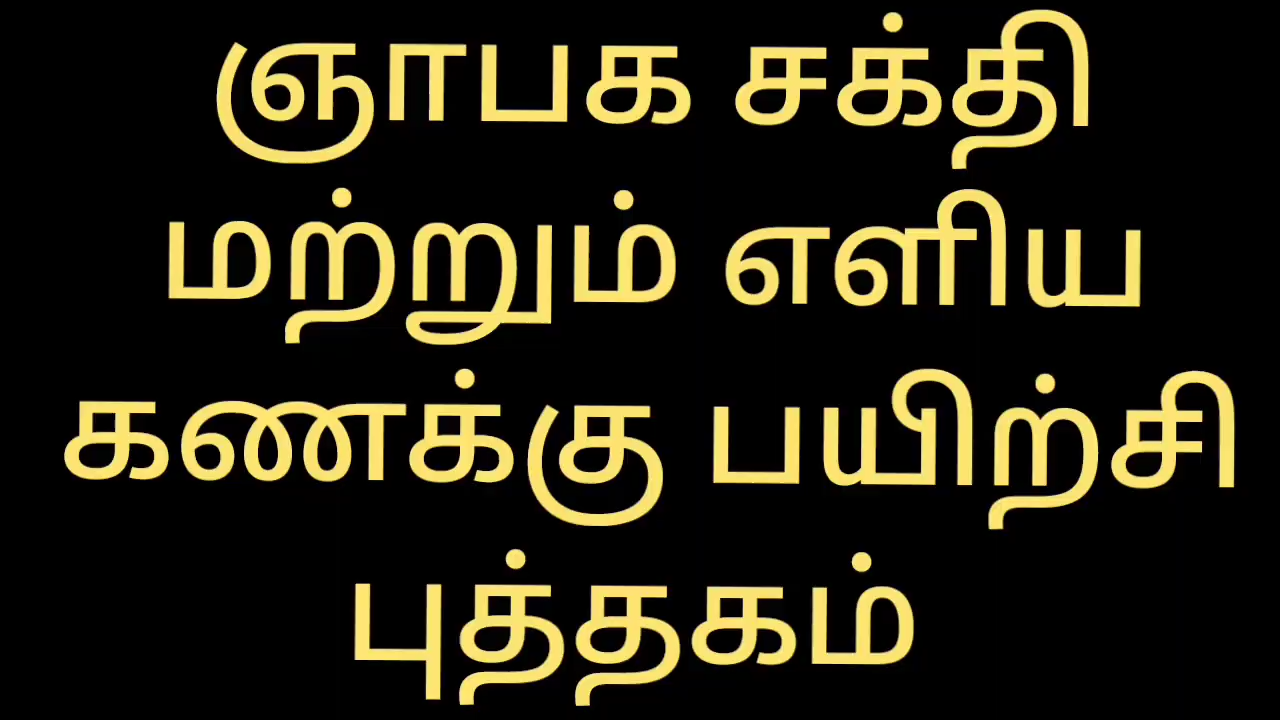 ஞாபக சக்தி
மற்றும் எளிய
கணக்கு பயிற்சி
புத்தகம்